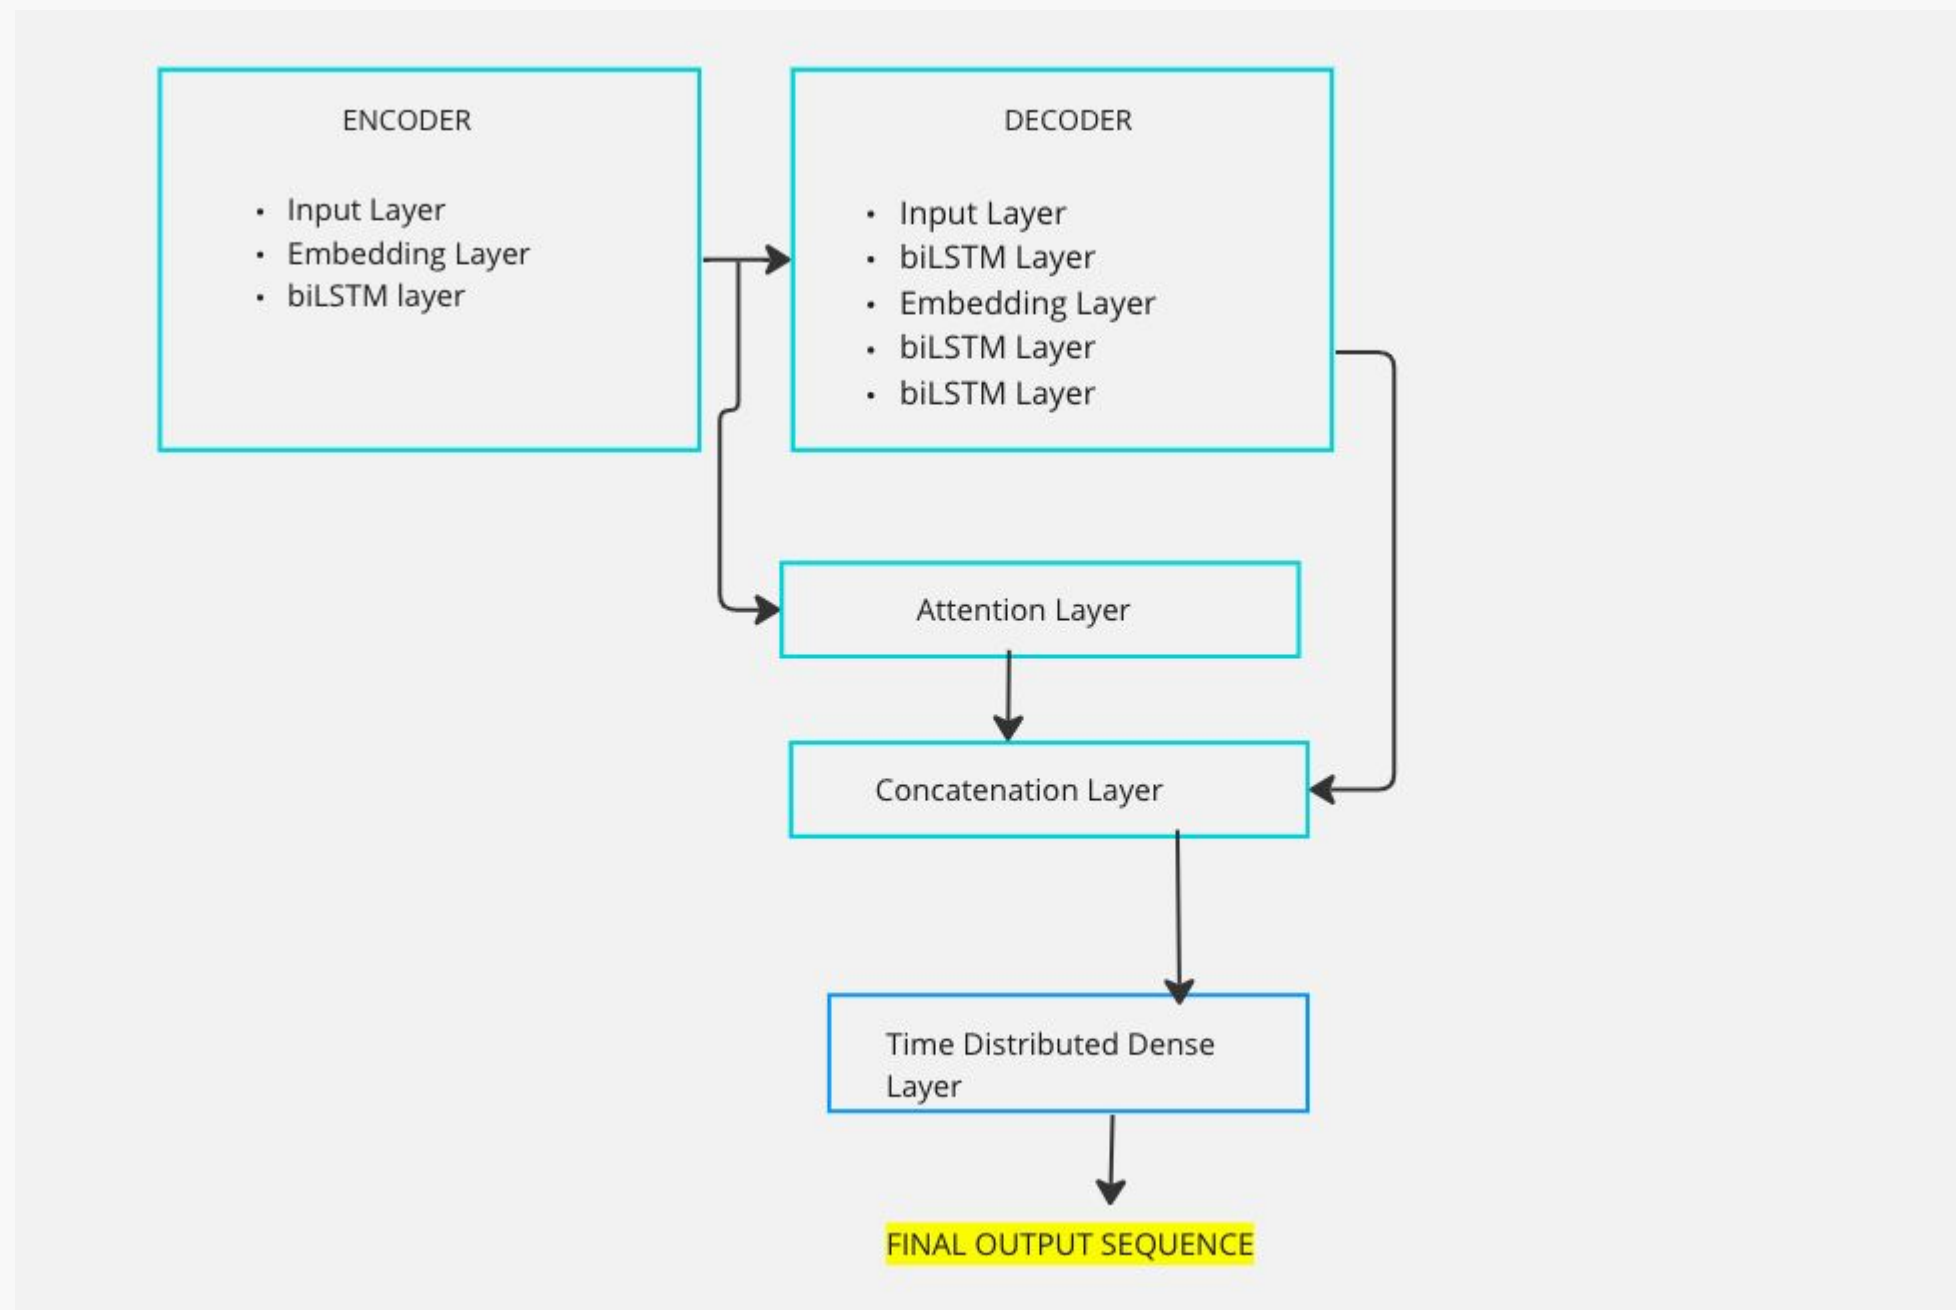 ENCODER
• Input Layer
• Embedding Layer
• biLSTM layer
DECODER
• Input Layer
• biLSTM Layer
• Embedding Layer
• biLSTM Layer
• biLSTM Layer
Attention Layer
Concatenation Layer
Time Distributed Dense
Layer
FINAL OUTPUT SEQUENCE